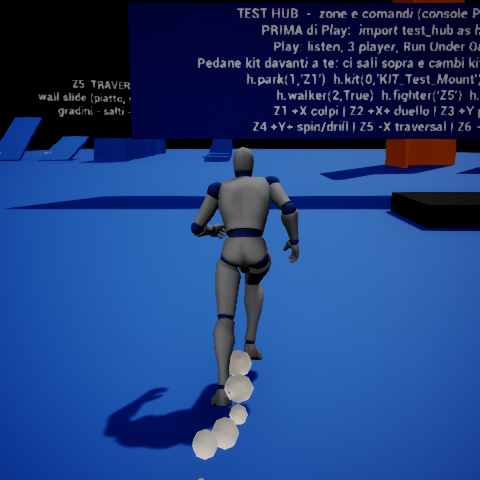 TEST HUB - zone e comandi (console P
PRIMA di Play: import test_hub as h
Play: listen, 3 player, Run Under O
Pedane kit davanti a te: ci sali sopra e cambi ki
h.park(1,'Z1') h.kit(0,'KIT_Test_Mount'
h.walker(2,True) h.fighter('Z5') h.
Z1 +X colpi | Z2 +X+ duello | Z3 +Y p
Z4 +Y+ spin/drill | Z5 -X traversal | Z6 -
Z5 TRAVER
wall slide (piatto,
gradini - salti -